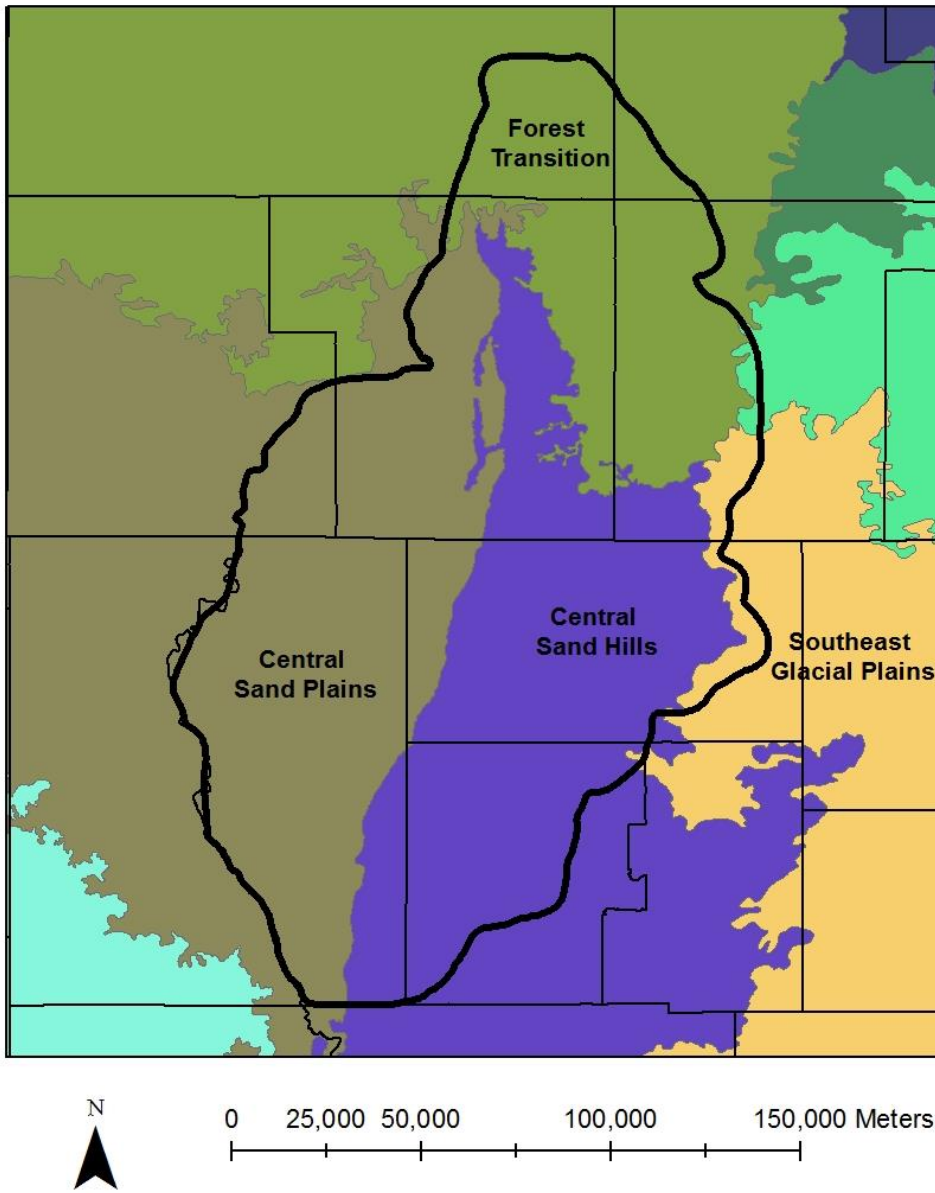 Forest
Transition
Central
Sand Hills
Central
Sand Plains
Southeast
Glacial Plains
N
0 25,000 50,000 100,000 150,000 Meters